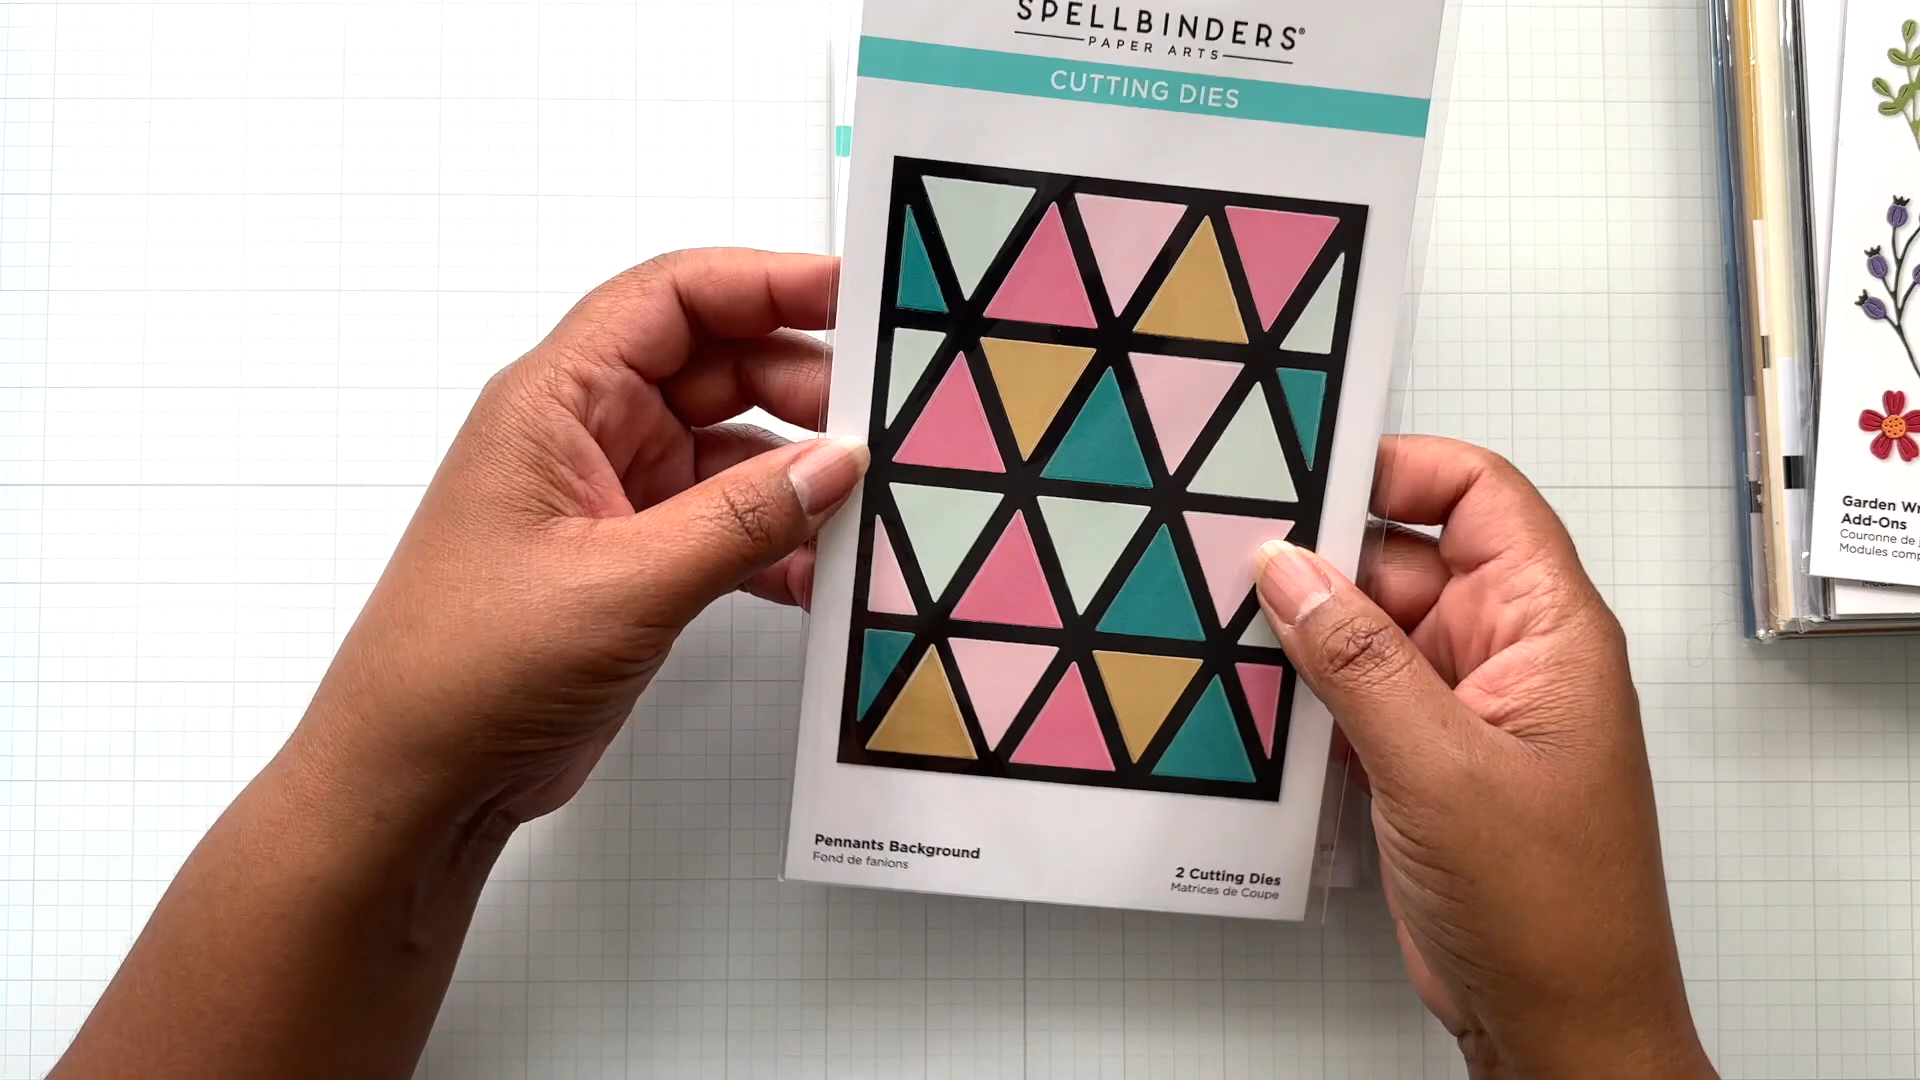 SPELLBINDERS®
PAPER ARTS
CUTTING DIES
Pennants Background
Fond de fanions
2 Cutting Dies
Matrices de Coupe
Garden
Add-Ons
Couronne de
Modules